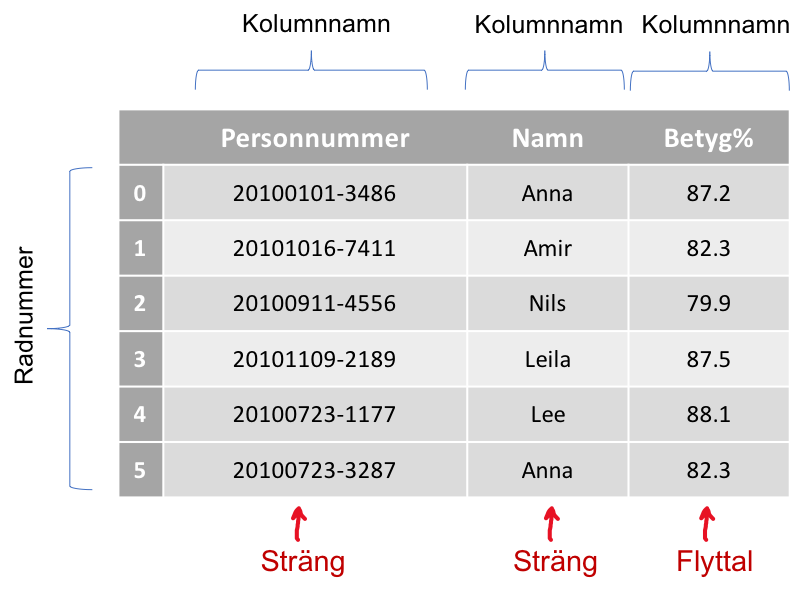 Kolumnnamn Kolumnnamn Kolumnnamn
Personnummer Namn Betyg%
Radnummer
0 20100101-3486 Anna 87.2
1 20101016-7411 Amir 82.3
2 20100911-4556 Nils 79.9
3 20101109-2189 Leila 87.5
4 20100723-1177 Lee 88.1
5 20100723-3287 Anna 82.3
Sträng Sträng Flyttal